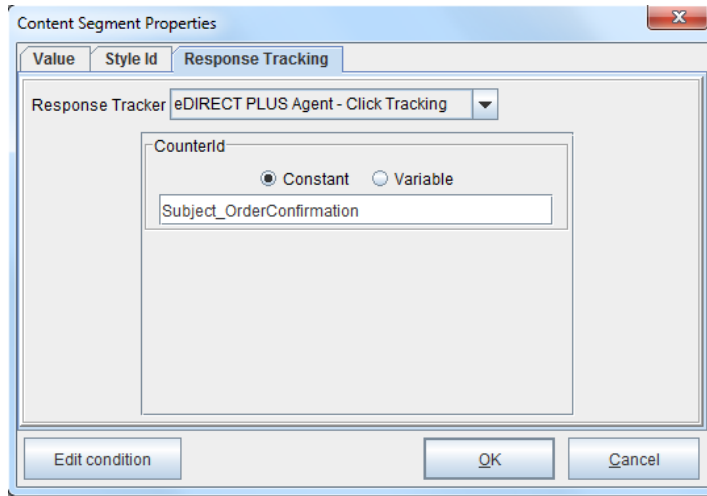 Content Segment Properties
x
Value Style Id Response Tracking
Response Tracker eDIRECT PLUS Agent - Click Tracking
CounterId
Constant Variable
Subject_OrderConfirmation
Edit condition OK Cancel